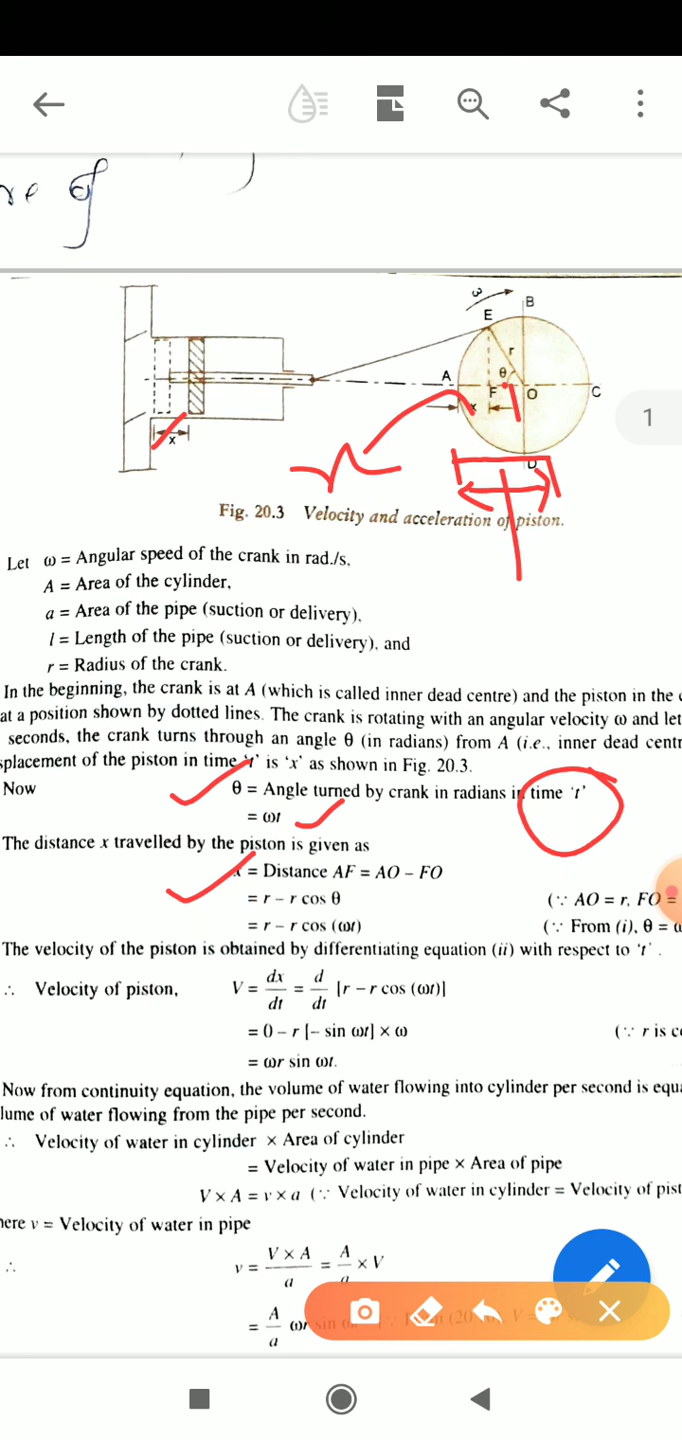 of
ω
B
E
r
θ
A
F
O
C
x
x
D
1
Fig. 20.3 Velocity and acceleration of piston.
Let ω = Angular speed of the crank in rad./s,
A = Area of the cylinder,
a = Area of the pipe (suction or delivery),
l = Length of the pipe (suction or delivery), and
r = Radius of the crank.
In the beginning, the crank is at A (which is called inner dead centre) and the piston in the
at a position shown by dotted lines. The crank is rotating with an angular velocity ω and let
seconds, the crank turns through an angle θ (in radians) from A (i.e., inner dead centr
splacement of the piston in time 't' is 'x' as shown in Fig. 20.3.
Now θ = Angle turned by crank in radians in time 't'
= ωt
The distance x travelled by the piston is given as
= Distance AF = AO – FO
= r – r cos θ (∵ AO = r, FO =
= r – r cos (ωt) (∵ From (i), θ = ω
The velocity of the piston is obtained by differentiating equation (ii) with respect to 't'.
∴ Velocity of piston, V = dx/dt = d/dt [r – r cos (ωt)]
= 0 – r [– sin ωt] × ω (∵ r is c
= ωr sin ωt.
Now from continuity equation, the volume of water flowing into cylinder per second is equa
lume of water flowing from the pipe per second.
∴ Velocity of water in cylinder × Area of cylinder
= Velocity of water in pipe × Area of pipe
V × A = v × a (∵ Velocity of water in cylinder = Velocity of pist
here v = Velocity of water in pipe
∴ v = V × A / a = A / a × V
= A / a ωr sin